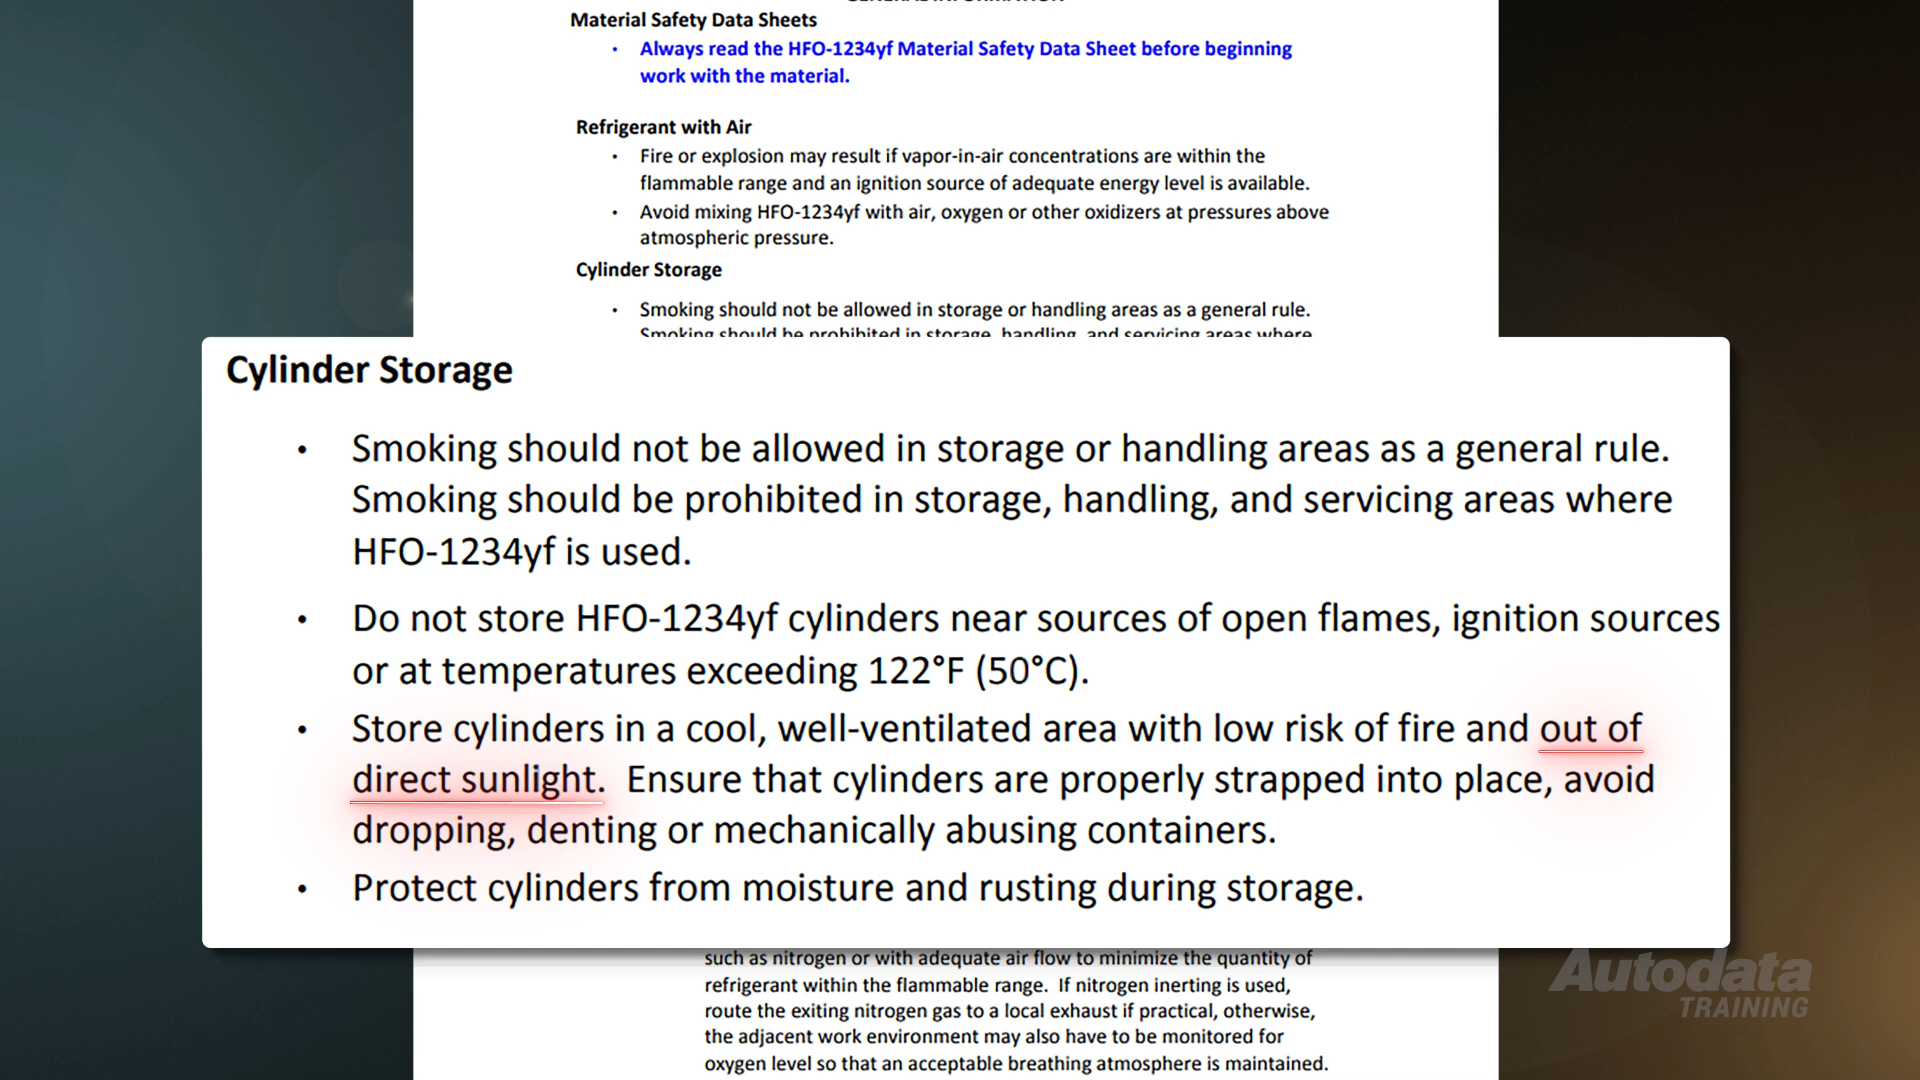 Material Safety Data Sheets
• Always read the HFO-1234yf Material Safety Data Sheet before beginning
work with the material.
Refrigerant with Air
• Fire or explosion may result if vapor-in-air concentrations are within the
flammable range and an ignition source of adequate energy level is available.
• Avoid mixing HFO-1234yf with air, oxygen or other oxidizers at pressures above
atmospheric pressure.
Cylinder Storage
• Smoking should not be allowed in storage or handling areas as a general rule.
Smoking should be prohibited in storage, handling, and servicing areas where
Cylinder Storage
• Smoking should not be allowed in storage or handling areas as a general rule.
Smoking should be prohibited in storage, handling, and servicing areas where
HFO-1234yf is used.
• Do not store HFO-1234yf cylinders near sources of open flames, ignition sources
or at temperatures exceeding 122°F (50°C).
• Store cylinders in a cool, well-ventilated area with low risk of fire and out of
direct sunlight.  Ensure that cylinders are properly strapped into place, avoid
dropping, denting or mechanically abusing containers.
• Protect cylinders from moisture and rusting during storage.
such as nitrogen or with adequate air flow to minimize the quantity of
refrigerant within the flammable range.  If nitrogen inerting is used,
route the exiting nitrogen gas to a local exhaust if practical, otherwise,
the adjacent work environment may also have to be monitored for
oxygen level so that an acceptable breathing atmosphere is maintained.
Autodata
TRAINING